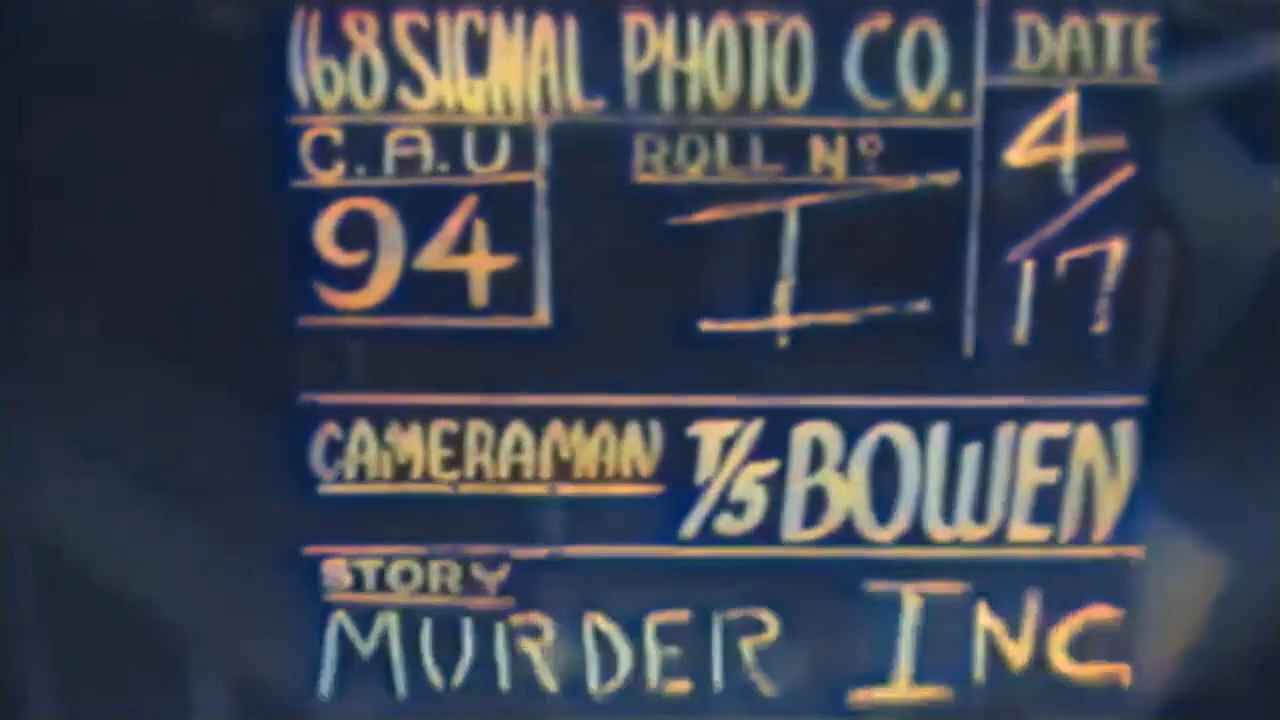 168 SIGNAL PHOTO CO.
DATE
4/17
C.A.U
94
ROLL Nº
I
CAMERAMAN T/5 BOWEN
STORY
MURDER INC